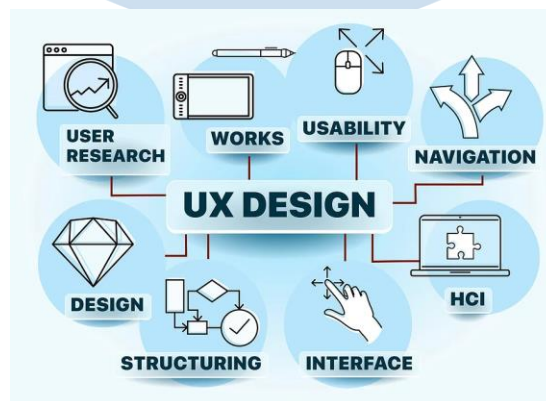 USER
RESEARCH
WORKS
USABILITY
NAVIGATION
UX DESIGN
DESIGN
HCI
STRUCTURING
INTERFACE